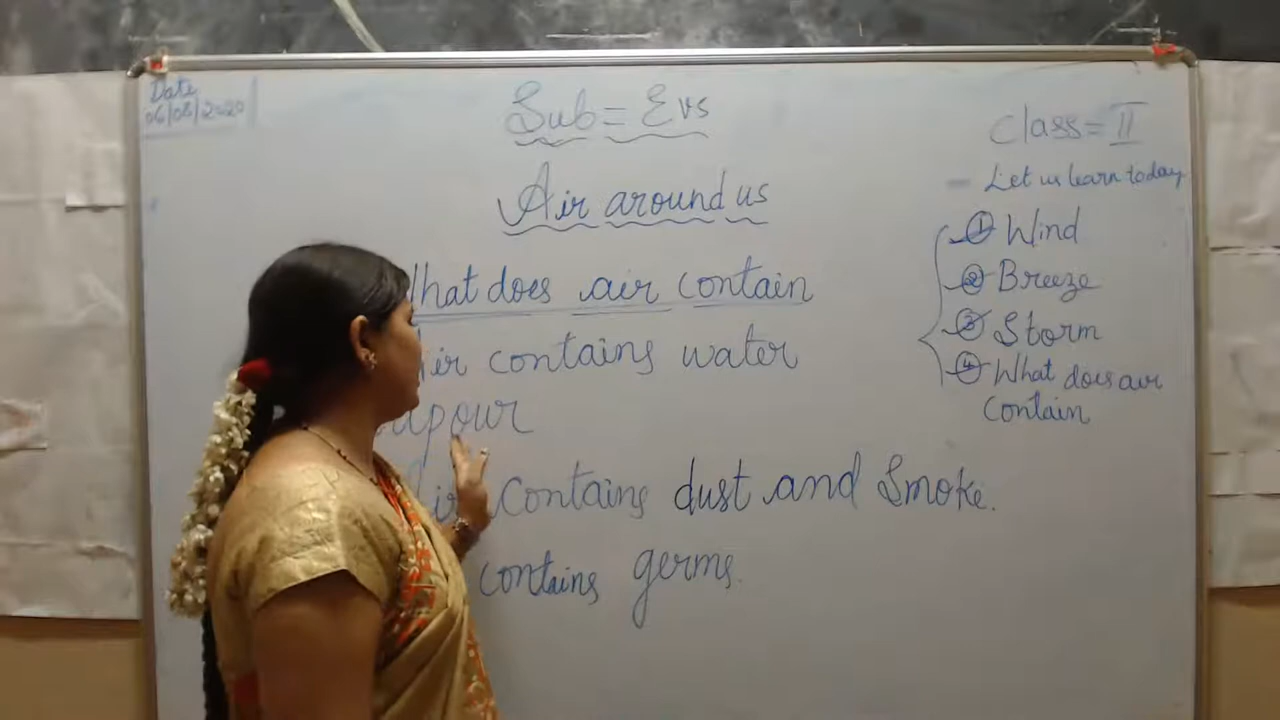 Date
06/08/2020
Sub = Evs
Class = II
Air around us
Let us learn today
① Wind
② Breeze
③ Storm
④ What does air
contain
What does air contain
Air contains water
vapour
Air contains dust and Smoke.
contains germs.